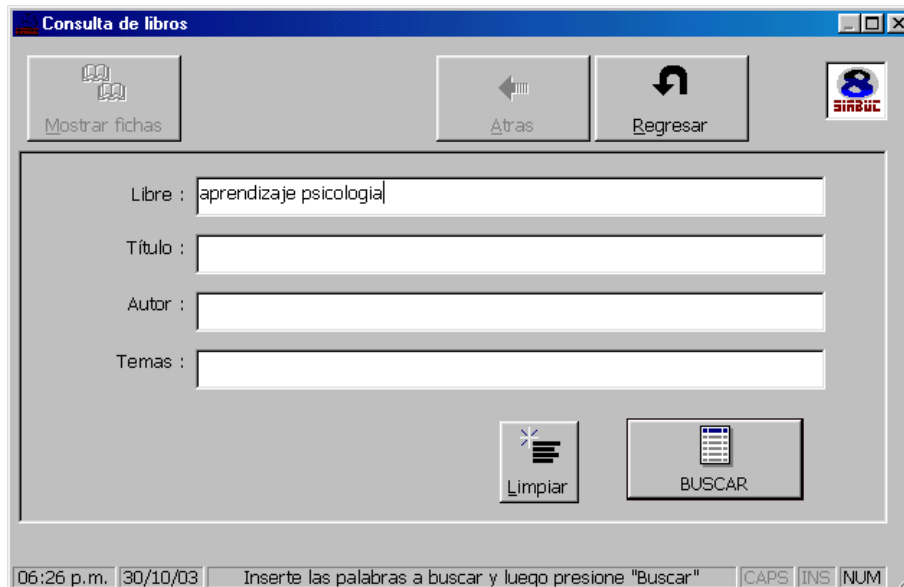 Consulta de libros
Mostrar fichas
Atras
Regresar
8
SIABUC
Libre :
aprendizaje psicologia
Título :
Autor :
Temas :
Limpiar
BUSCAR
06:26 p.m.
30/10/03
Inserte las palabras a buscar y luego presione "Buscar"
CAPS
INS
NUM